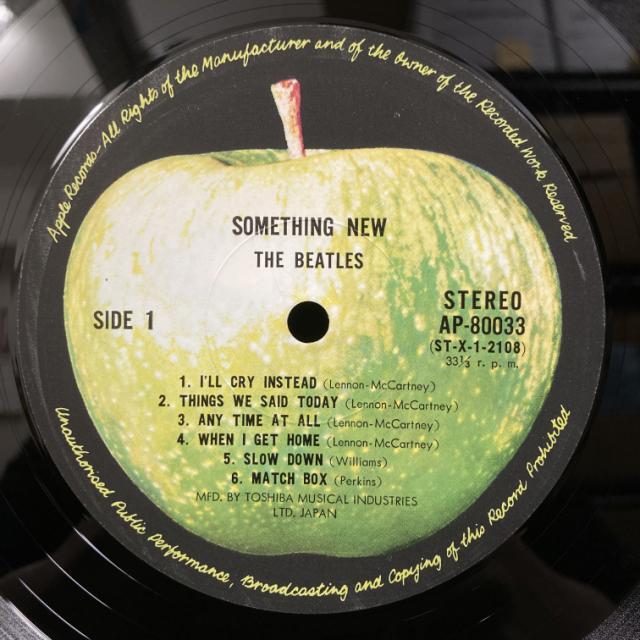 Apple Records · All Rights of the Manufacturer and of the Owner of the Recorded Work Reserved
SOMETHING NEW
THE BEATLES
SIDE 1
STEREO
AP-80033
(ST-X-1-2108)
33⅓ r. p. m.
1. I'LL CRY INSTEAD (Lennon-McCartney)
2. THINGS WE SAID TODAY (Lennon-McCartney)
3. ANY TIME AT ALL (Lennon-McCartney)
4. WHEN I GET HOME (Lennon-McCartney)
5. SLOW DOWN (Williams)
6. MATCH BOX (Perkins)
MFD. BY TOSHIBA MUSICAL INDUSTRIES
LTD. JAPAN
Unauthorised Public Performance, Broadcasting and Copying of this Record Prohibited